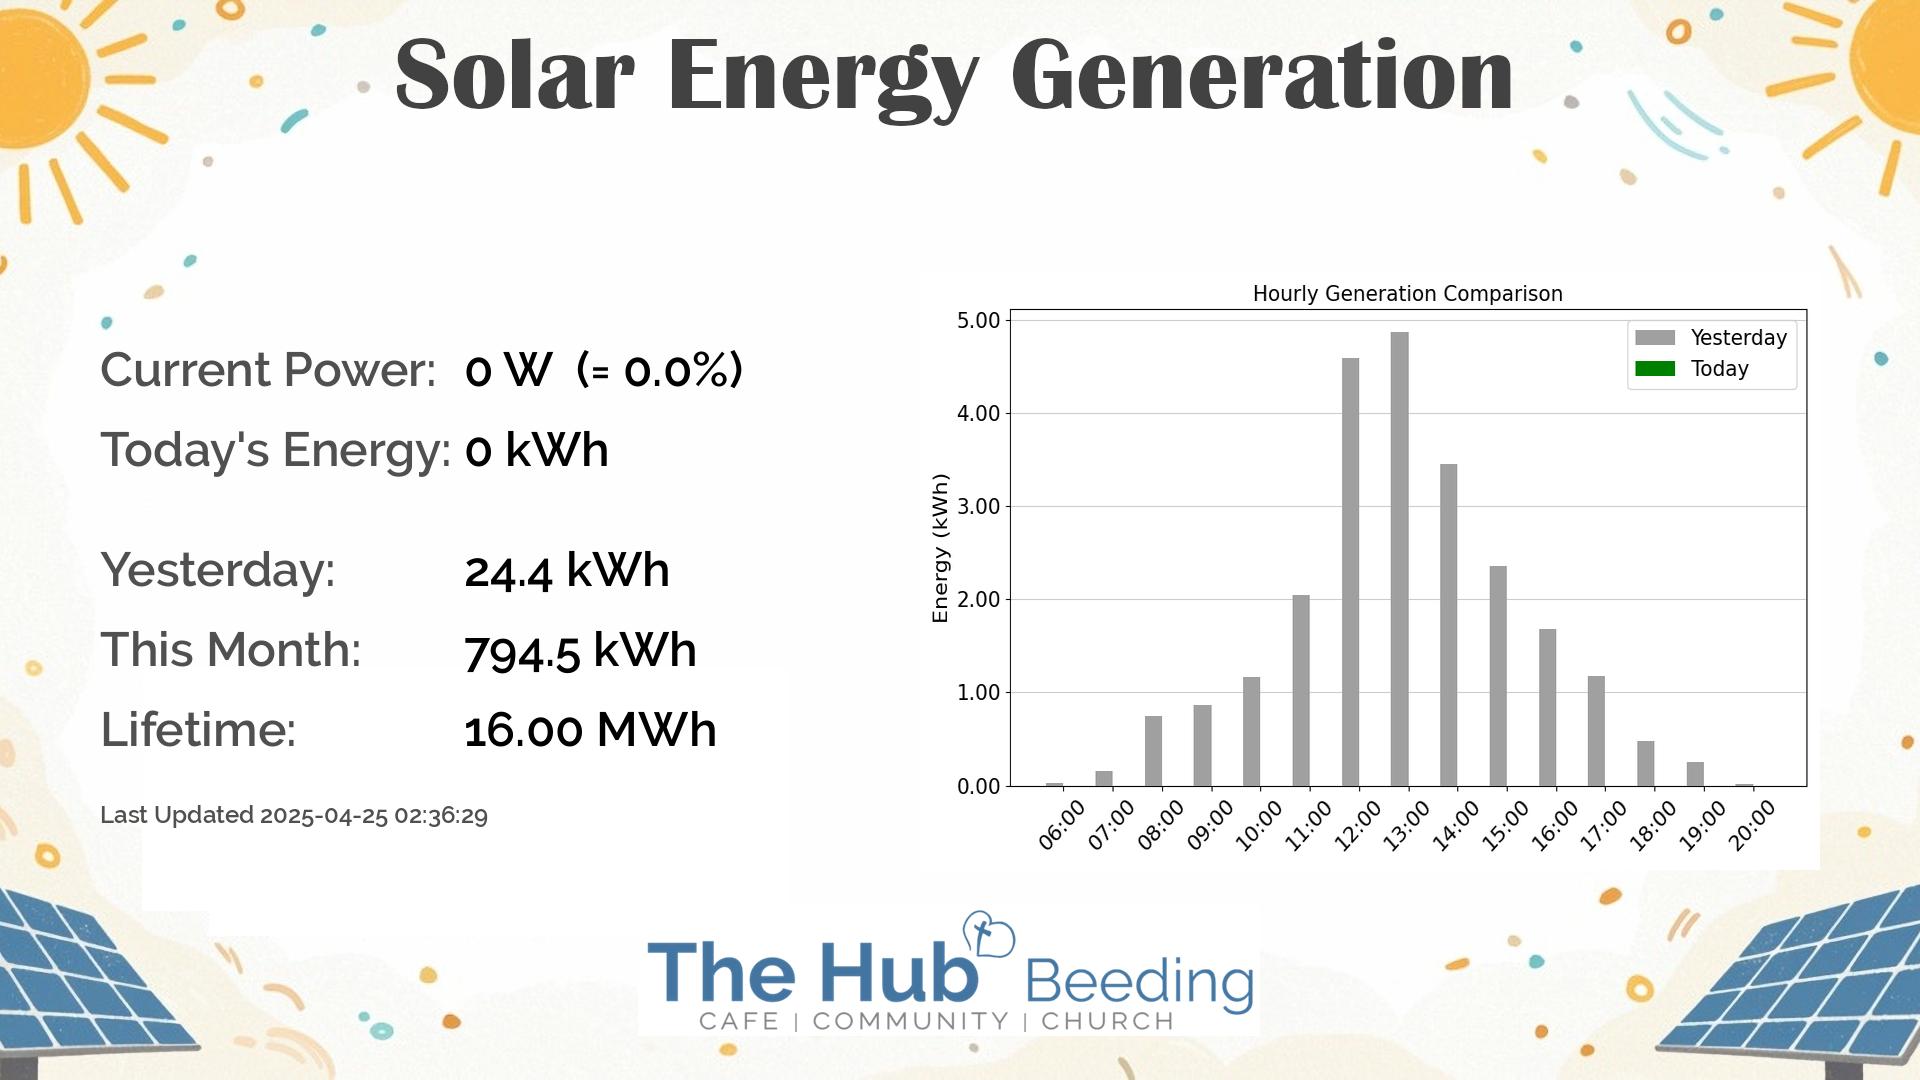 Solar Energy Generation
Current Power: 0 W (= 0.0%)
Today's Energy: 0 kWh
Yesterday: 24.4 kWh
This Month: 794.5 kWh
Lifetime: 16.00 MWh
Last Updated 2025-04-25 02:36:29
Hourly Generation Comparison
Yesterday
Today
Energy (kWh)
5.00
4.00
3.00
2.00
1.00
0.00
06:00 07:00 08:00 09:00 10:00 11:00 12:00 13:00 14:00 15:00 16:00 17:00 18:00 19:00 20:00
The Hub Beeding
CAFE | COMMUNITY | CHURCH